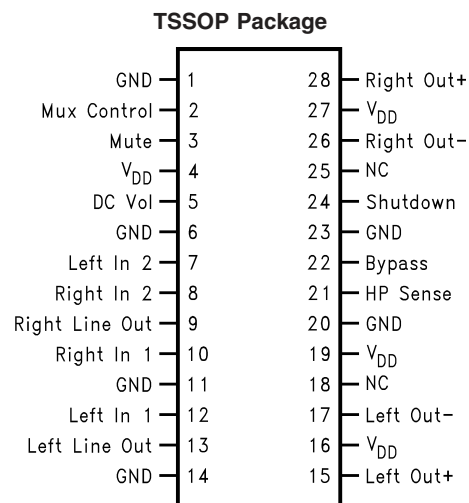 TSSOP Package
GND 1 28 Right Out+
Mux Control 2 27 VDD
Mute 3 26 Right Out-
VDD 4 25 NC
DC Vol 5 24 Shutdown
GND 6 23 GND
Left In 2 7 22 Bypass
Right In 2 8 21 HP Sense
Right Line Out 9 20 GND
Right In 1 10 19 VDD
GND 11 18 NC
Left In 1 12 17 Left Out-
Left Line Out 13 16 VDD
GND 14 15 Left Out+